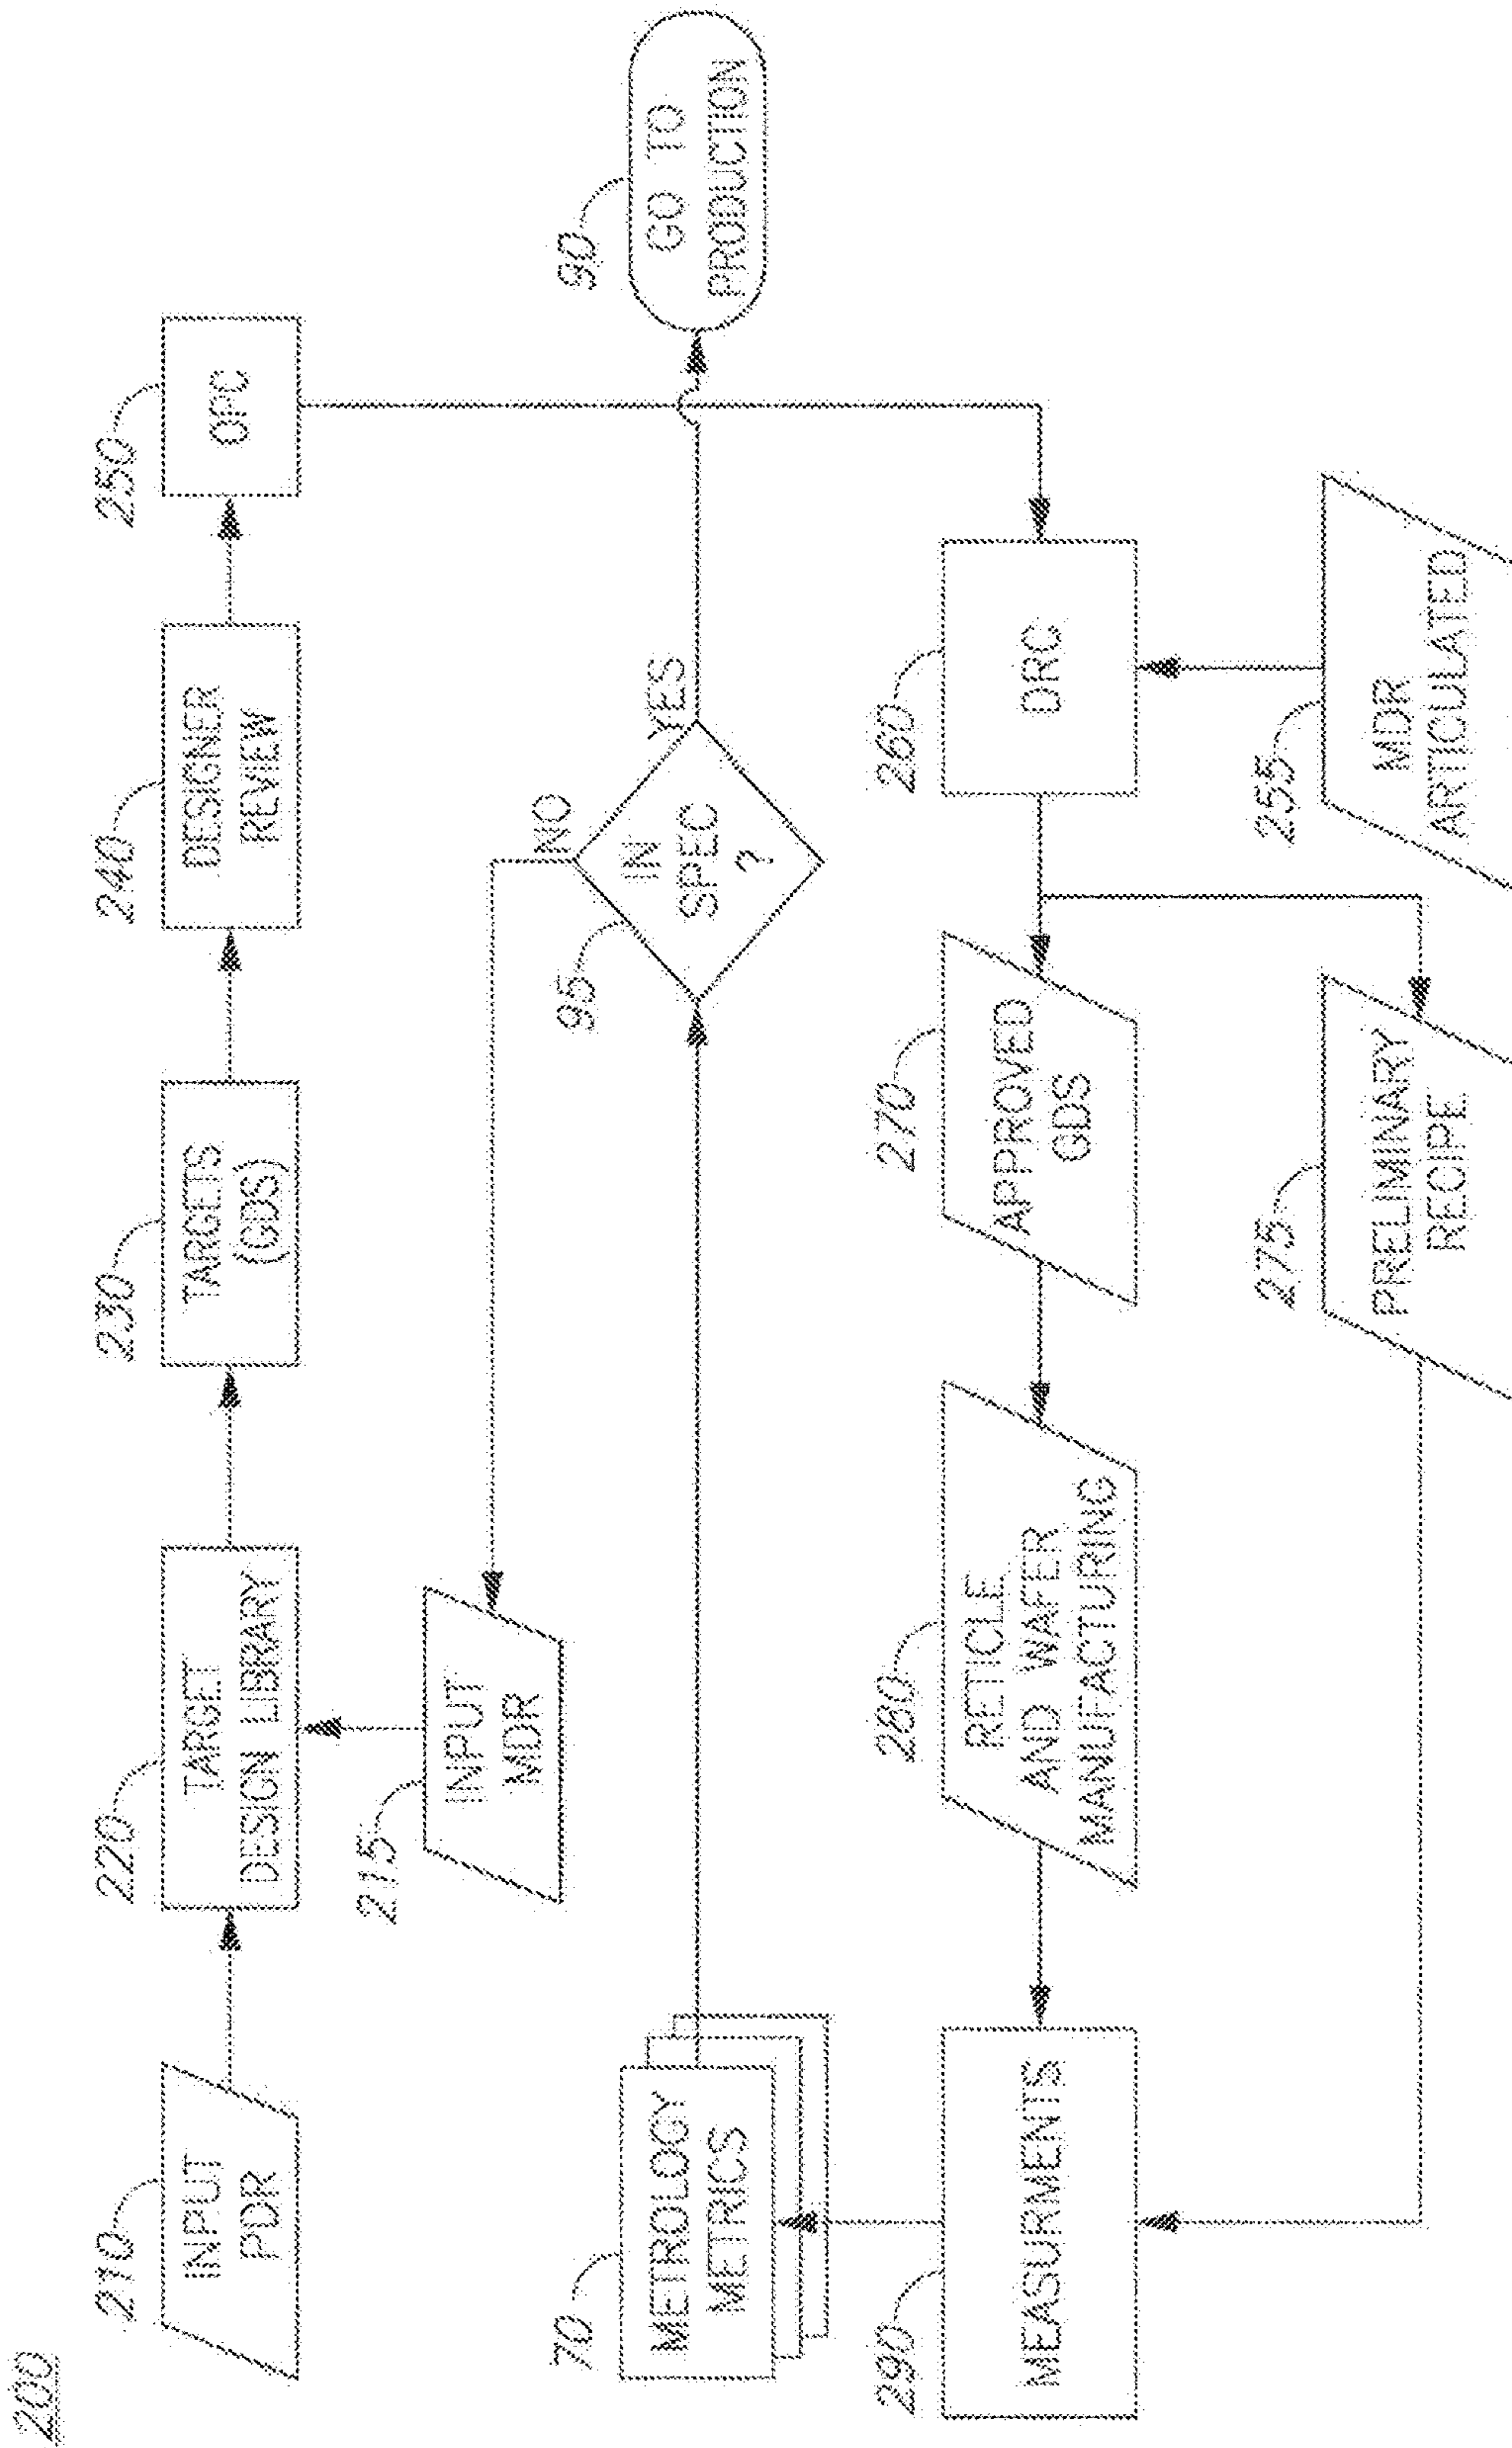 200
210
INPUT
PDR
220
TARGET
DESIGN LIBRARY
230
TARGETS
(GDS)
240
DESIGNER
REVIEW
250
OPC
215
INPUT
MDR
NO
95
IN
SPEC
?
YES
90
GO TO
PRODUCTION
70
METROLOGY
METRICS
290
MEASURMENTS
280
RETICLE
AND WAFER
MANUFACTURING
270
APPROVED
GDS
260
DRC
275
PRELIMINARY
RECIPE
255
MDR
ARTICULATED